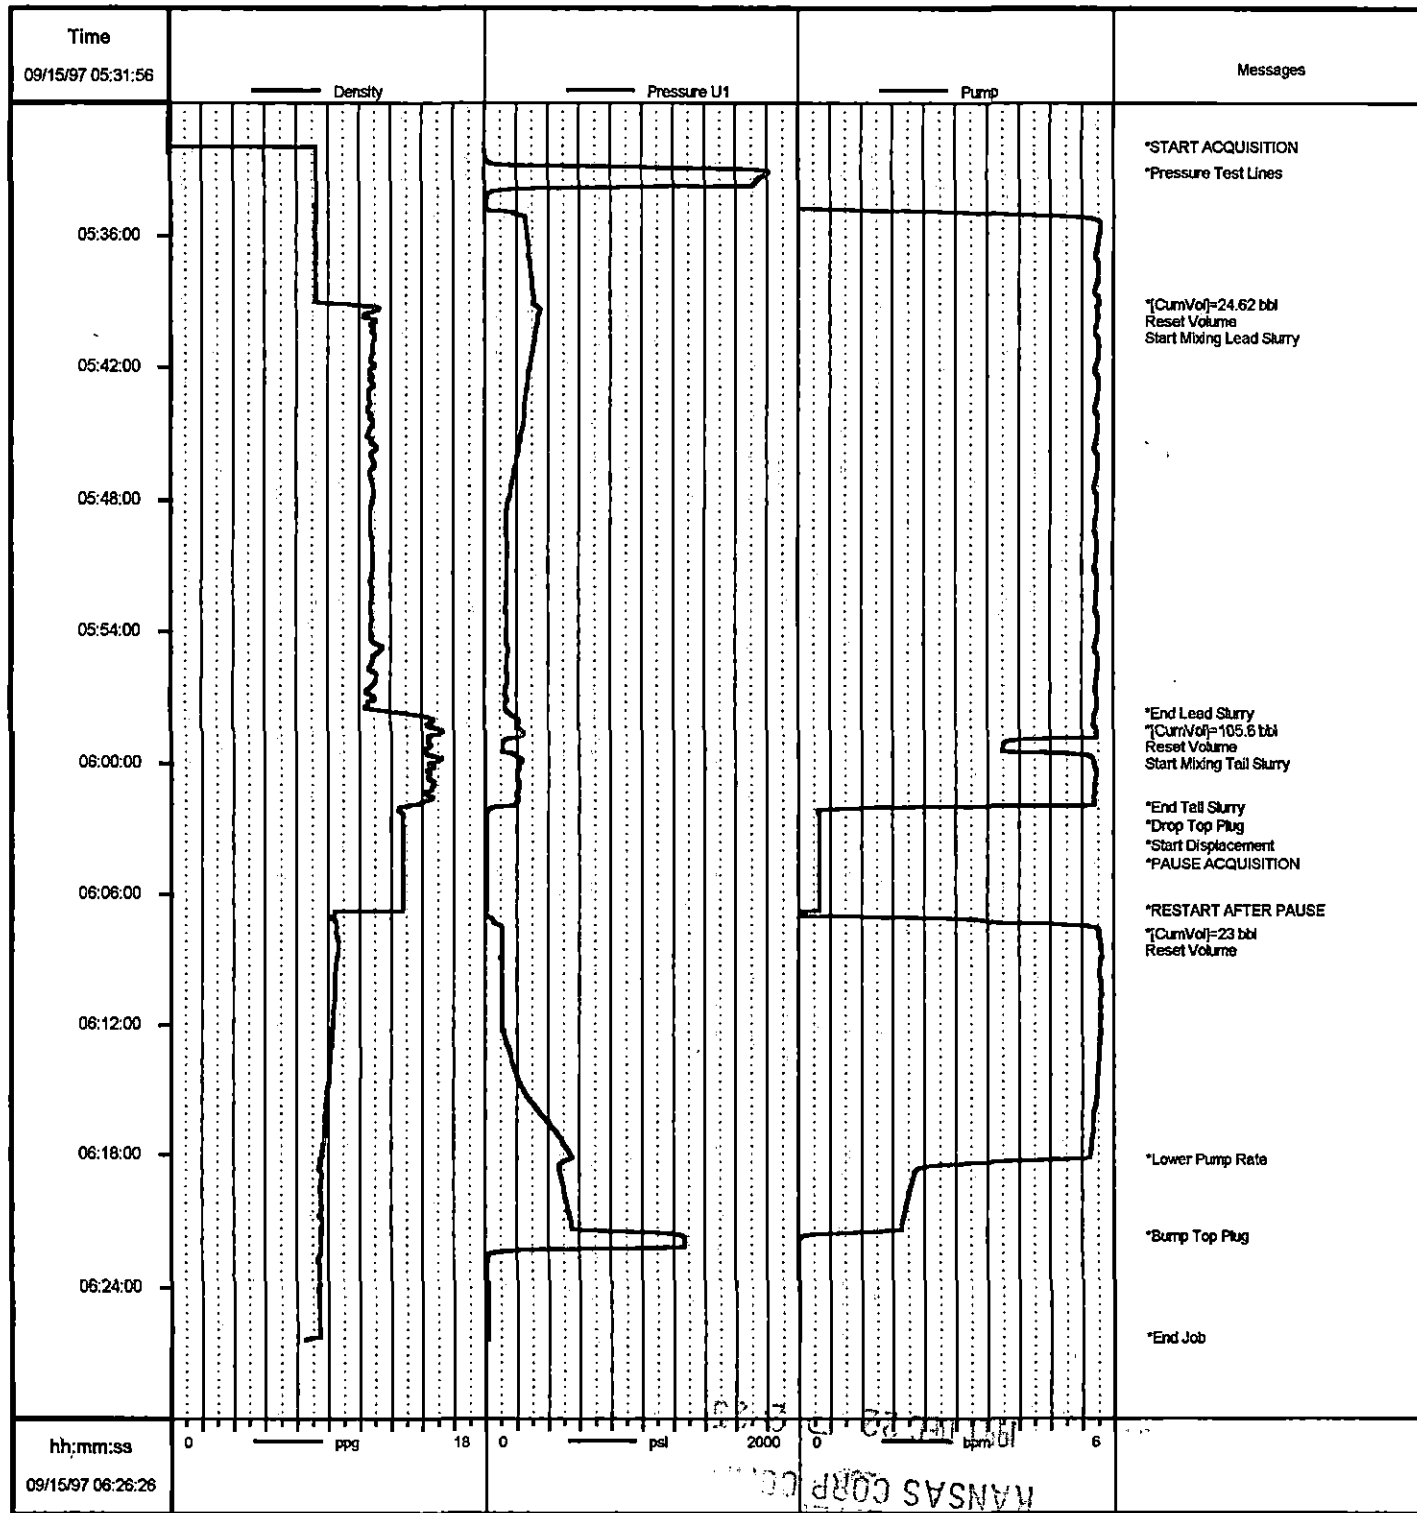 Time
09/15/97 05:31:56
Density
Pressure U1
Pump
Messages
*START ACQUISITION
*Pressure Test Lines
05:36:00
*[CumVol]=24.62 bbl
Reset Volume
Start Mixing Lead Slurry
05:42:00
05:48:00
05:54:00
*End Lead Slurry
*[CumVol]=105.6 bbl
Reset Volume
Start Mixing Tail Slurry
06:00:00
*End Tail Slurry
*Drop Top Plug
*Start Displacement
*PAUSE ACQUISITION
06:06:00
*RESTART AFTER PAUSE
*[CumVol]=23 bbl
Reset Volume
06:12:00
06:18:00
*Lower Pump Rate
*Bump Top Plug
06:24:00
*End Job
hh:mm:ss
0 ppg 18
0 psi 2000
0 bpm 6
09/15/97 06:26:26
KANSAS CORP